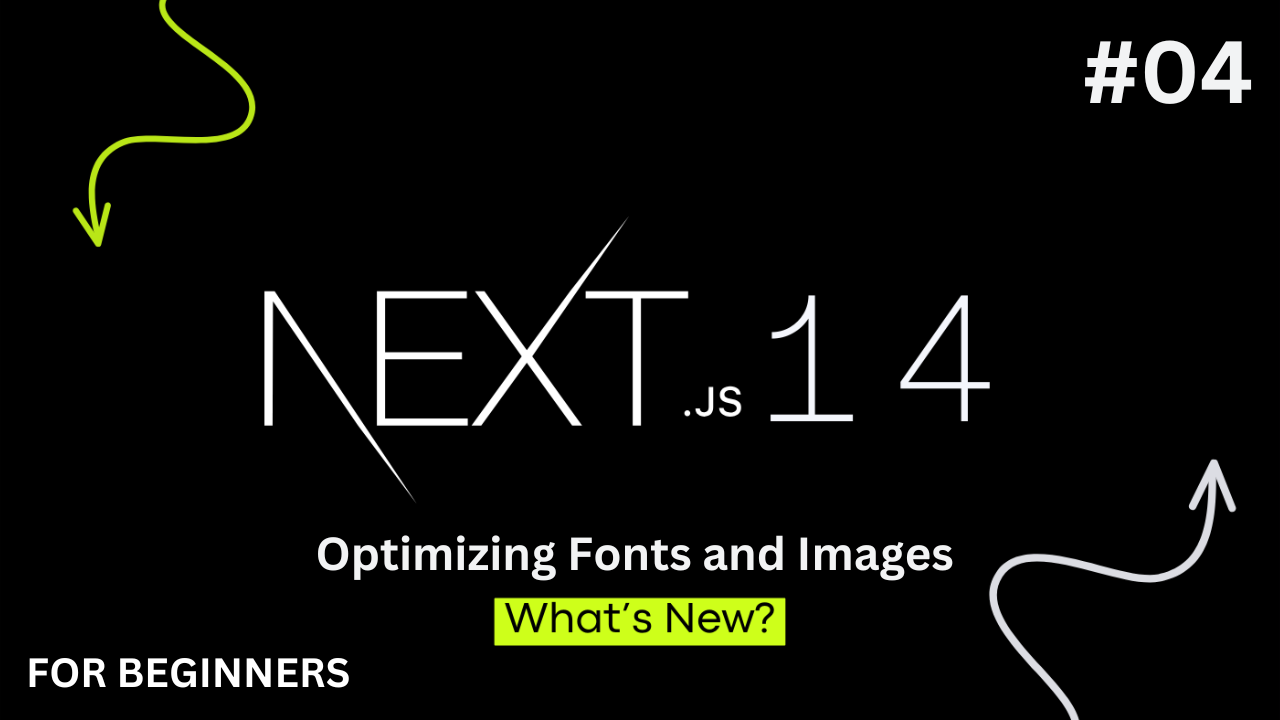 #04
NEXT.JS 14
Optimizing Fonts and Images
What's New?
FOR BEGINNERS